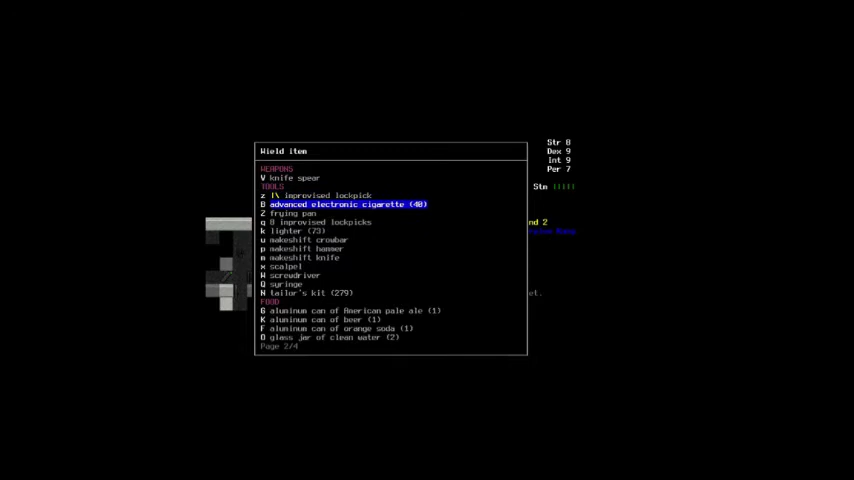 Wield item
WEAPONS
V knife spear
TOOLS
z |\ improvised lockpick
B advanced electronic cigarette (40)
Z frying pan
q 8 improvised lockpicks
k lighter (73)
u makeshift crowbar
p makeshift hammer
m makeshift knife
x scalpel
W screwdriver
Q syringe
N tailor's kit (279)
FOOD
G aluminum can of American pale ale (1)
K aluminum can of beer (1)
F aluminum can of orange soda (1)
O glass jar of clean water (2)
Page 2/4
Str 8
Dex 9
Int 9
Per 7
Stm |||||
nd 2
et.